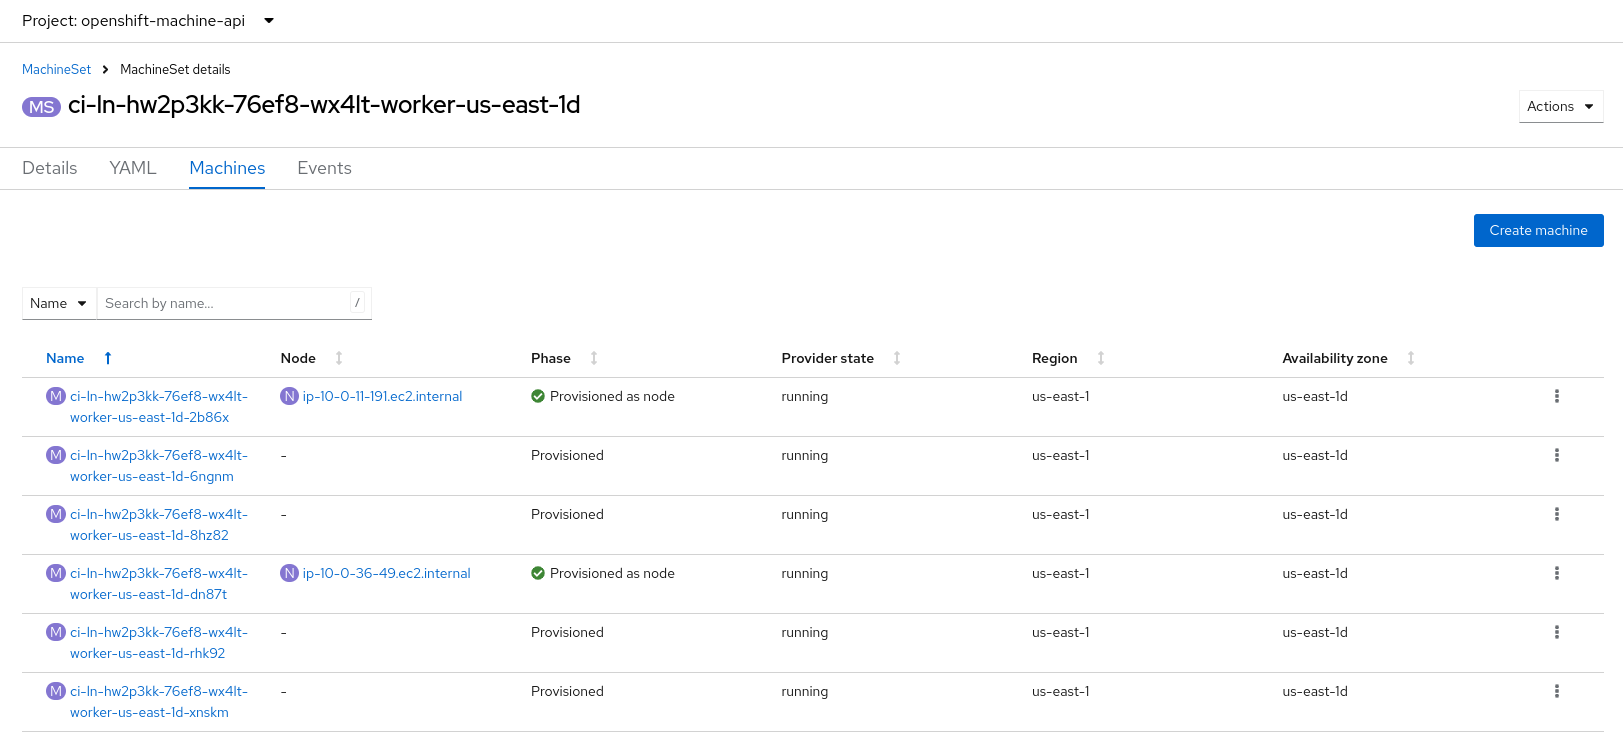 Project: openshift-machine-api
MachineSet MachineSet details
MS ci-ln-hw2p3kk-76ef8-wx4lt-worker-us-east-1d
Actions
Details YAML Machines Events
Create machine
Name Search by name... /
Name Node Phase Provider state Region Availability zone
M ci-ln-hw2p3kk-76ef8-wx4lt- N ip-10-0-11-191.ec2.internal Provisioned as node running us-east-1 us-east-1d
worker-us-east-1d-2b86x
M ci-ln-hw2p3kk-76ef8-wx4lt- - Provisioned running us-east-1 us-east-1d
worker-us-east-1d-6ngnm
M ci-ln-hw2p3kk-76ef8-wx4lt- - Provisioned running us-east-1 us-east-1d
worker-us-east-1d-8hz82
M ci-ln-hw2p3kk-76ef8-wx4lt- N ip-10-0-36-49.ec2.internal Provisioned as node running us-east-1 us-east-1d
worker-us-east-1d-dn87t
M ci-ln-hw2p3kk-76ef8-wx4lt- - Provisioned running us-east-1 us-east-1d
worker-us-east-1d-rhk92
M ci-ln-hw2p3kk-76ef8-wx4lt- - Provisioned running us-east-1 us-east-1d
worker-us-east-1d-xnskm